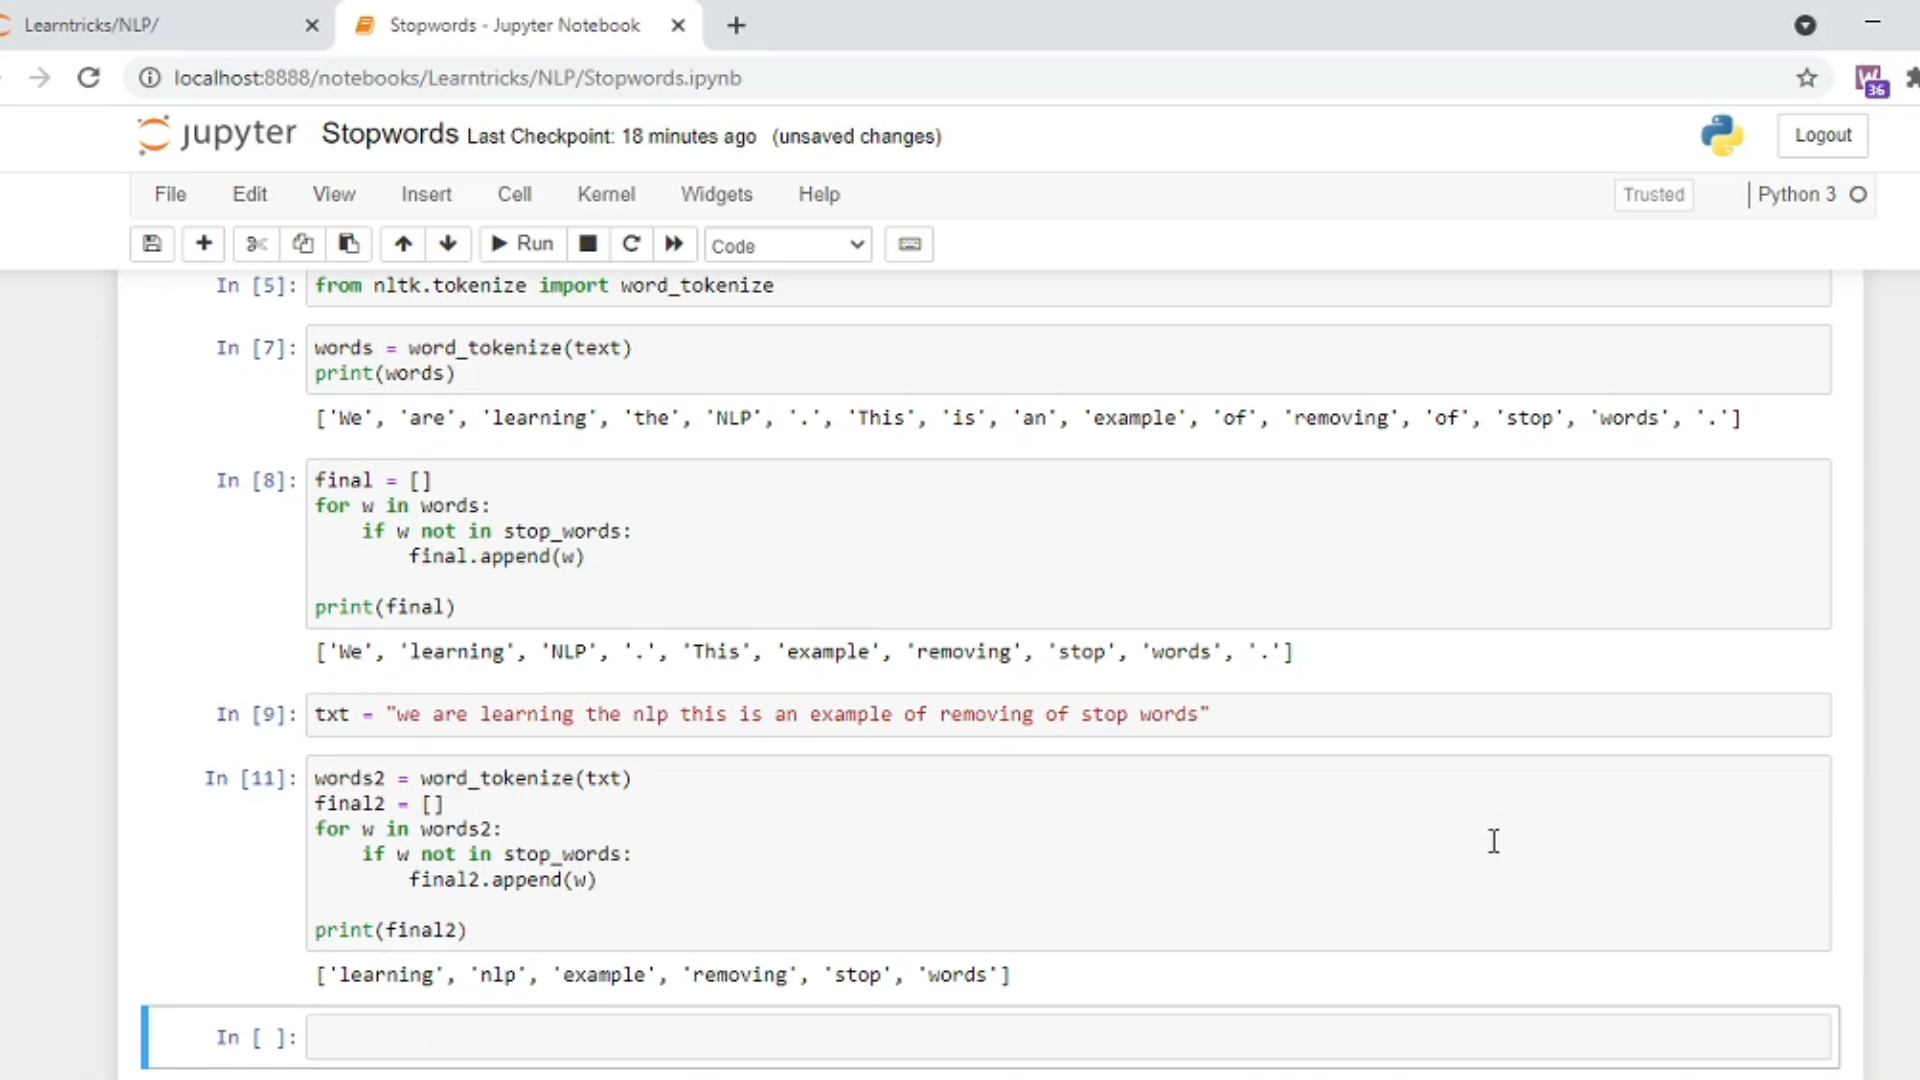 Learntricks/NLP/
Stopwords - Jupyter Notebook
localhost:8888/notebooks/Learntricks/NLP/Stopwords.ipynb
36
jupyter Stopwords Last Checkpoint: 18 minutes ago (unsaved changes)
Logout
File Edit View Insert Cell Kernel Widgets Help
Trusted
Python 3
Run
Code
In [5]: from nltk.tokenize import word_tokenize
In [7]: words = word_tokenize(text)
print(words)
['We', 'are', 'learning', 'the', 'NLP', '.', 'This', 'is', 'an', 'example', 'of', 'removing', 'of', 'stop', 'words', '.']
In [8]: final = []
for w in words:
    if w not in stop_words:
        final.append(w)
print(final)
['We', 'learning', 'NLP', '.', 'This', 'example', 'removing', 'stop', 'words', '.']
In [9]: txt = "we are learning the nlp this is an example of removing of stop words"
In [11]: words2 = word_tokenize(txt)
final2 = []
for w in words2:
    if w not in stop_words:
        final2.append(w)
print(final2)
['learning', 'nlp', 'example', 'removing', 'stop', 'words']
In [ ]: